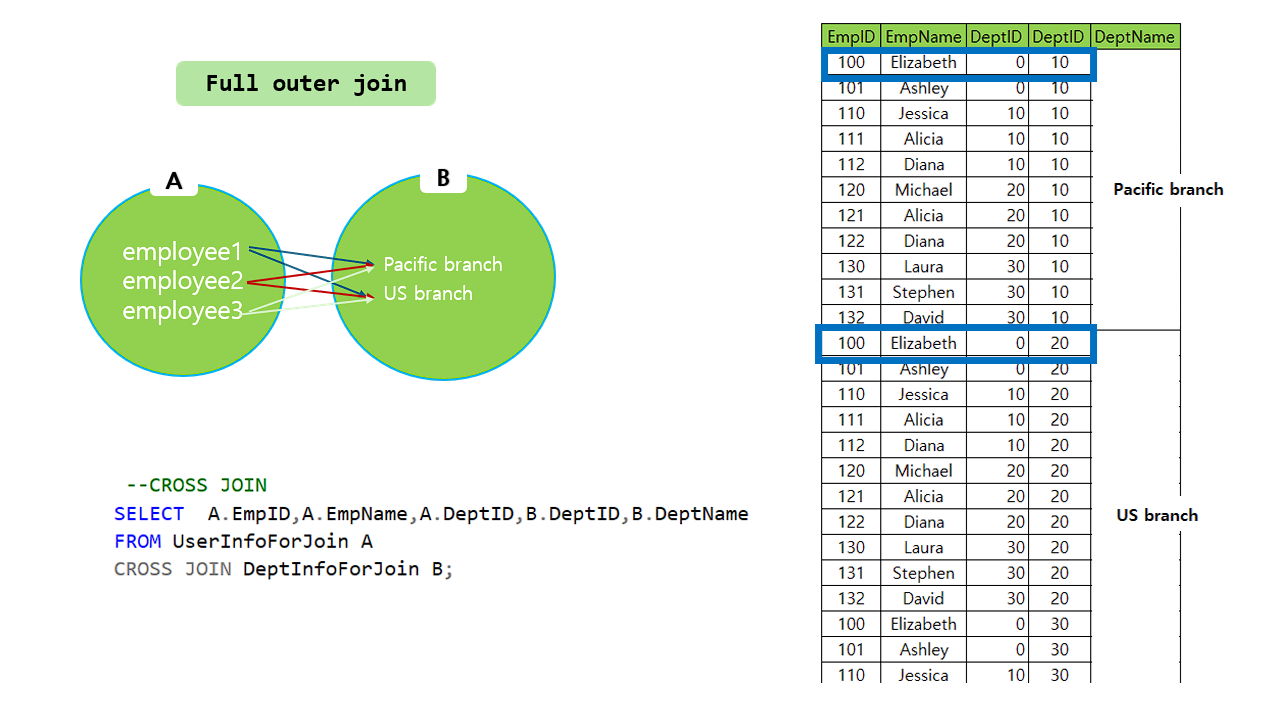 Full outer join
A
B
employee1
employee2
employee3
Pacific branch
US branch
--CROSS JOIN
SELECT A.EmpID,A.EmpName,A.DeptID,B.DeptID,B.DeptName
FROM UserInfoForJoin A
CROSS JOIN DeptInfoForJoin B;
EmpID EmpName DeptID DeptID DeptName
100 Elizabeth 0 10
101 Ashley 0 10
110 Jessica 10 10
111 Alicia 10 10
112 Diana 10 10
120 Michael 20 10
Pacific branch
121 Alicia 20 10
122 Diana 20 10
130 Laura 30 10
131 Stephen 30 10
132 David 30 10
100 Elizabeth 0 20
101 Ashley 0 20
110 Jessica 10 20
111 Alicia 10 20
112 Diana 10 20
120 Michael 20 20
121 Alicia 20 20
US branch
122 Diana 20 20
130 Laura 30 20
131 Stephen 30 20
132 David 30 20
100 Elizabeth 0 30
101 Ashley 0 30
110 Jessica 10 30